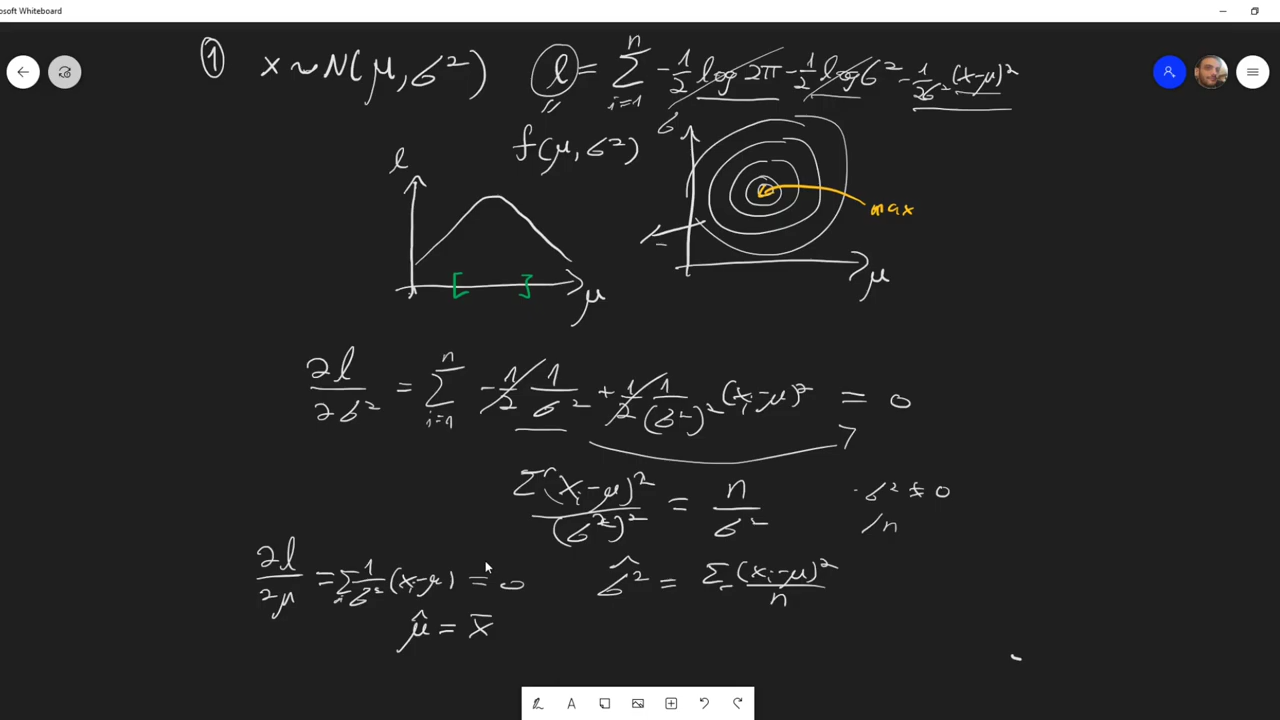 osoft Whiteboard
① x ~ N(μ, σ²) l = Σ_{i=1}^{n} -1/2 log 2π - 1/2 log σ² - 1/2σ² (x-μ)²
f(μ, σ²)
σ
l
max
μ
μ
∂l/∂σ² = Σ_{i=1}^{n} -1/2 1/σ² + 1/2 1/(σ²)² (xᵢ-μ)² = 0
Σ(xᵢ-μ)²/(σ²)² = n/σ² · σ² ≠ 0
/n
∂l/∂μ = Σ 1/σ² (xᵢ-μ) = 0 σ̂² = Σ(xᵢ-μ)²/n
μ̂ = x̄